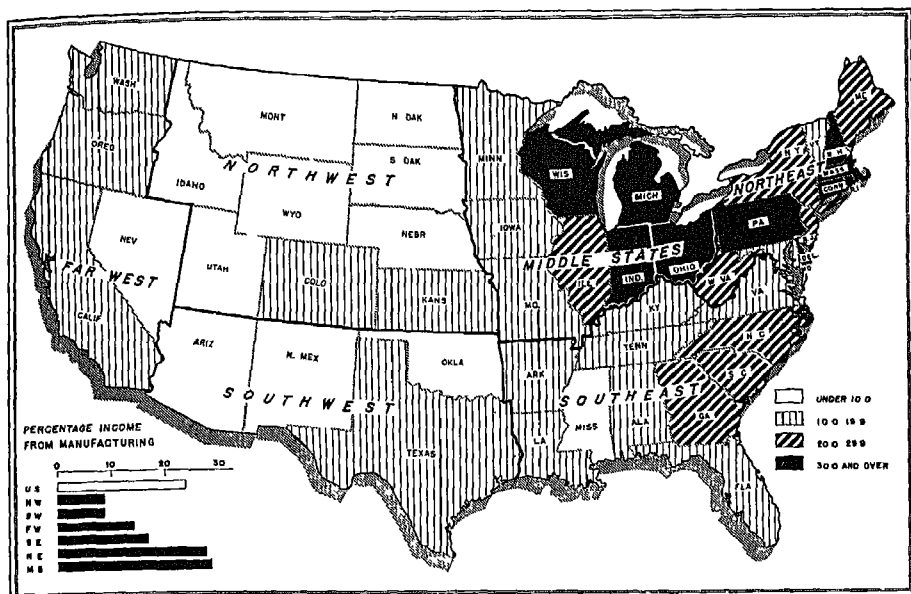 WASH
MONT
N DAK
MINN
ME
OREG
S DAK
WIS
MICH
N Y
N.H.
MASS
CONN
IDAHO
NORTHWEST
NORTHEAST
WYO
IOWA
PA
NEV
NEBR
MIDDLE STATES
UTAH
COLO
ILL
IND.
OHIO
DEL
FAR WEST
KANS
MO.
W VA
VA
CALIF
KY
ARIZ
N. MEX
OKLA
TENN
N C
ARK
S C
SOUTHWEST
SOUTHEAST
MISS
ALA
GA
TEXAS
LA
FLA
UNDER 10 0
10 0 19 9
20 0 29 9
30 0 AND OVER
PERCENTAGE INCOME
FROM MANUFACTURING
0 10 20 30
U S
N W
S W
F W
S E
N E
M S